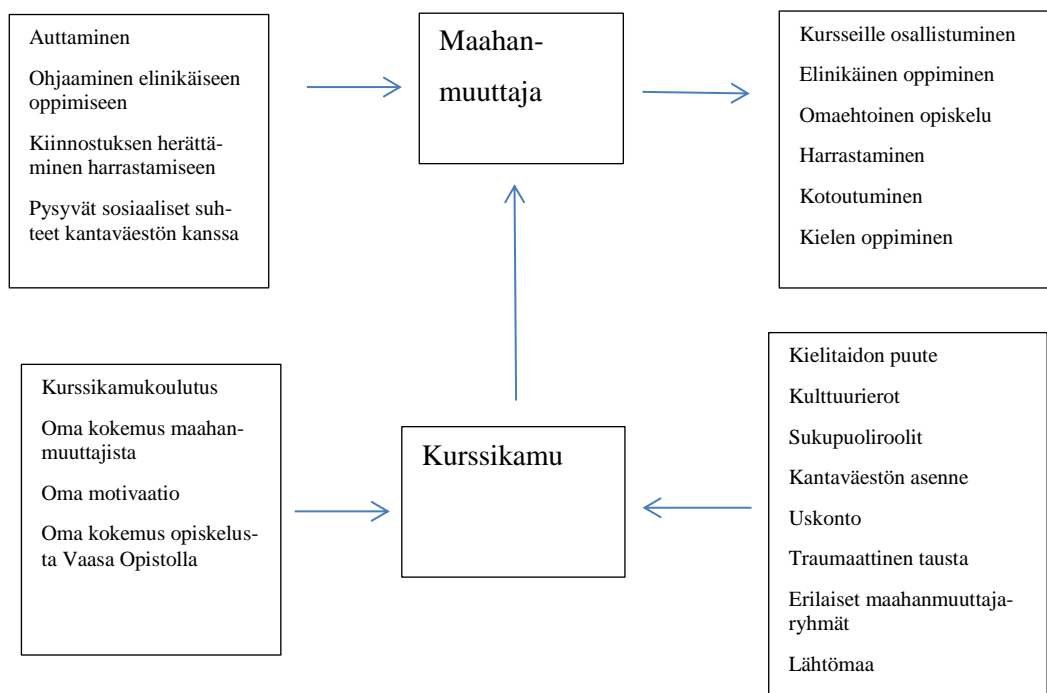 Auttaminen
Ohjaaminen elinikäiseen
oppimiseen
Kiinnostuksen herättä-
minen harrastamiseen
Pysyvät sosiaaliset suh-
teet kantaväestön kanssa
Maahan-
muuttaja
Kursseille osallistuminen
Elinikäinen oppiminen
Omaehtoinen opiskelu
Harrastaminen
Kotoutuminen
Kielen oppiminen
Kurssikamukoulutus
Oma kokemus maahan-
muuttajista
Oma motivaatio
Oma kokemus opiskelus-
ta Vaasa Opistolla
Kurssikamu
Kielitaidon puute
Kulttuurierot
Sukupuoliroolit
Kantaväestön asenne
Uskonto
Traumaattinen tausta
Erilaiset maahanmuuttaja-
ryhmät
Lähtömaa